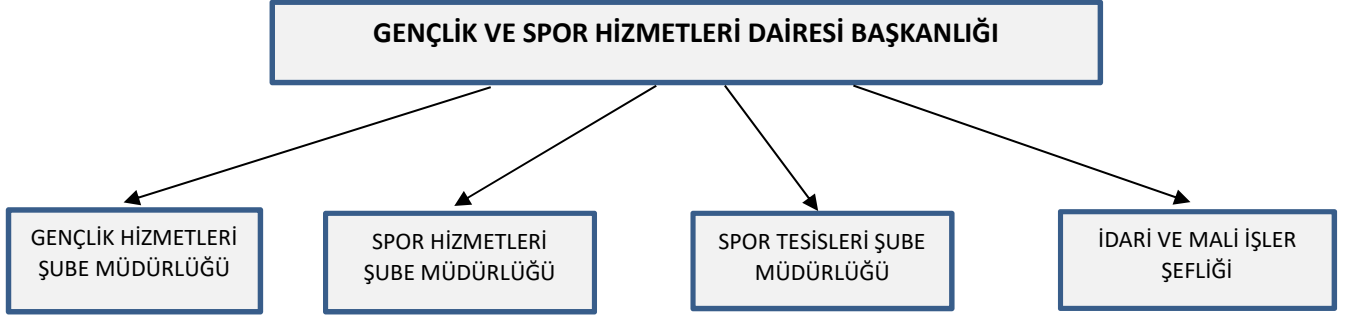 GENÇLİK VE SPOR HİZMETLERİ DAİRESİ BAŞKANLIĞI
GENÇLİK HİZMETLERİ
ŞUBE MÜDÜRLÜĞÜ
SPOR HİZMETLERİ
ŞUBE MÜDÜRLÜĞÜ
SPOR TESİSLERİ ŞUBE
MÜDÜRLÜĞÜ
İDARİ VE MALİ İŞLER
ŞEFLİĞİ